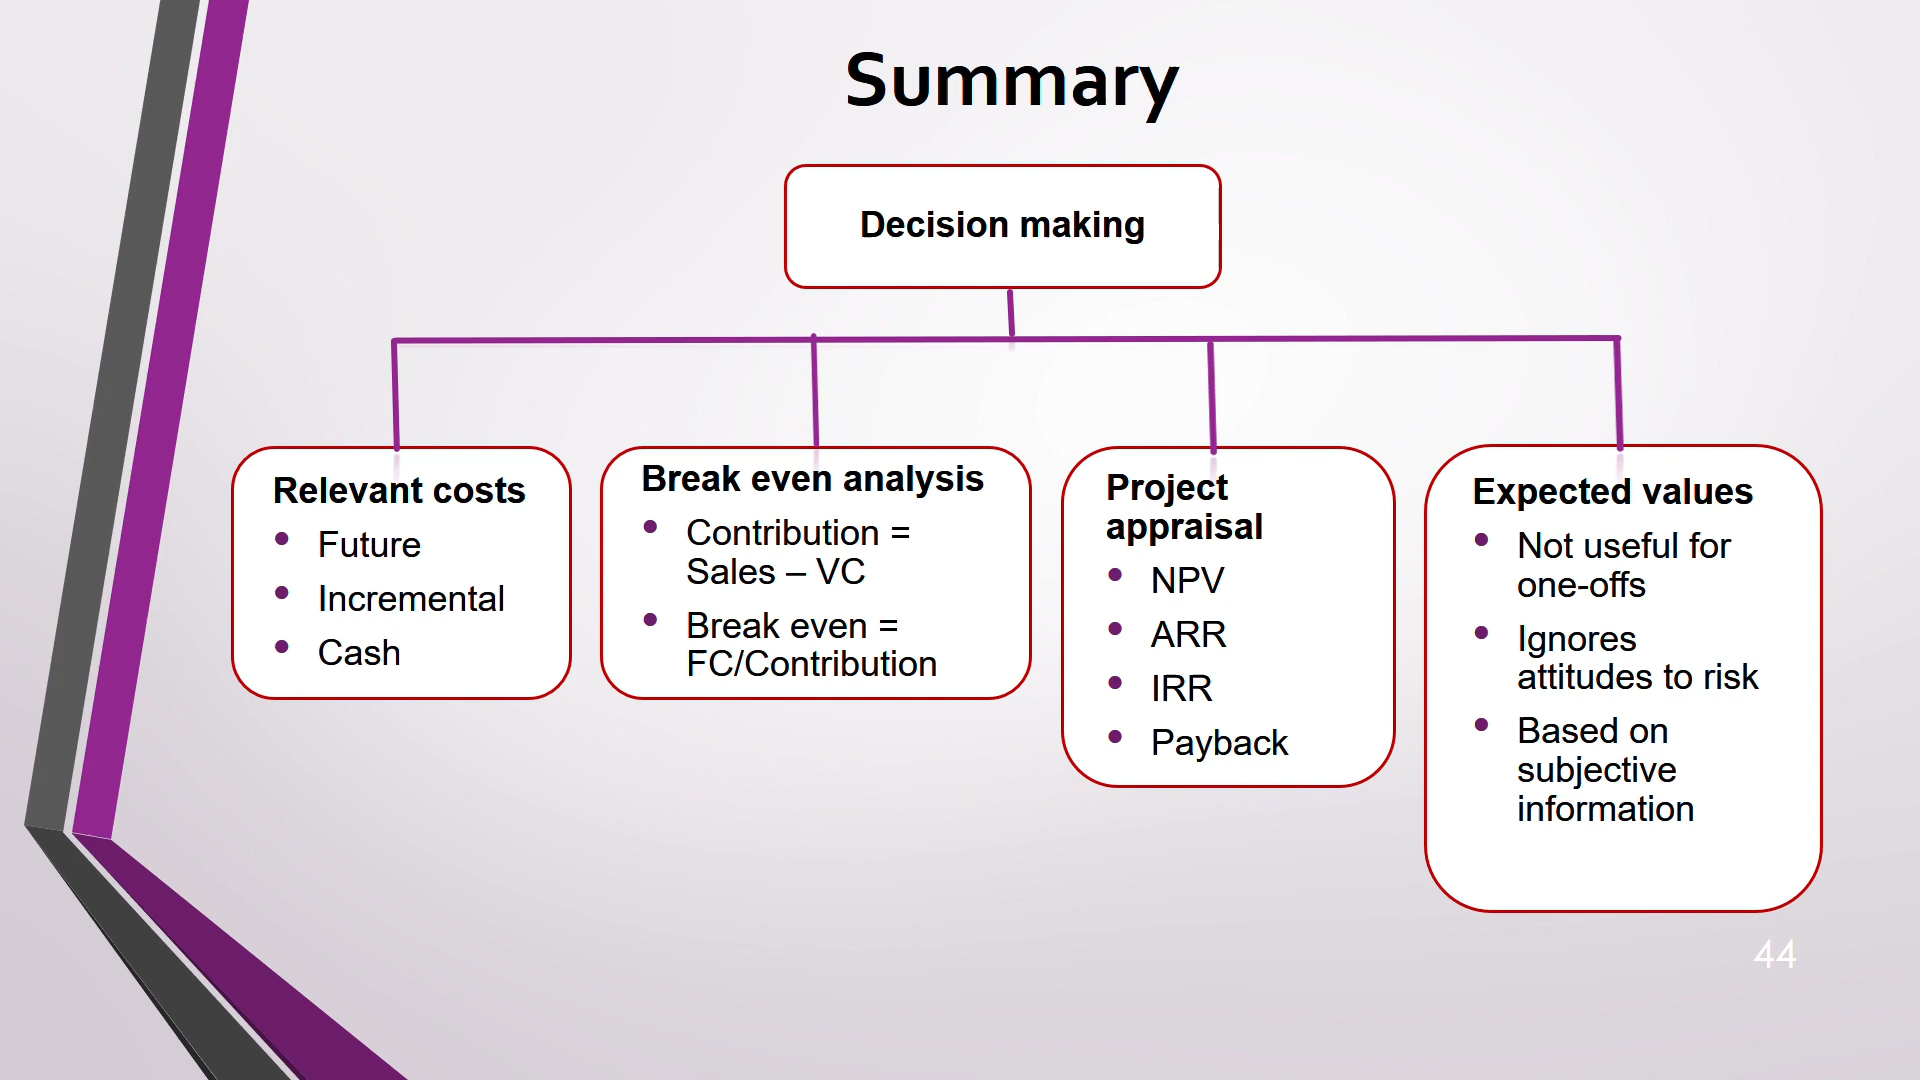 Summary
Decision making
Relevant costs
• Future
• Incremental
• Cash
Break even analysis
• Contribution =
Sales – VC
• Break even =
FC/Contribution
Project
appraisal
• NPV
• ARR
• IRR
• Payback
Expected values
• Not useful for
one-offs
• Ignores
attitudes to risk
• Based on
subjective
information
44